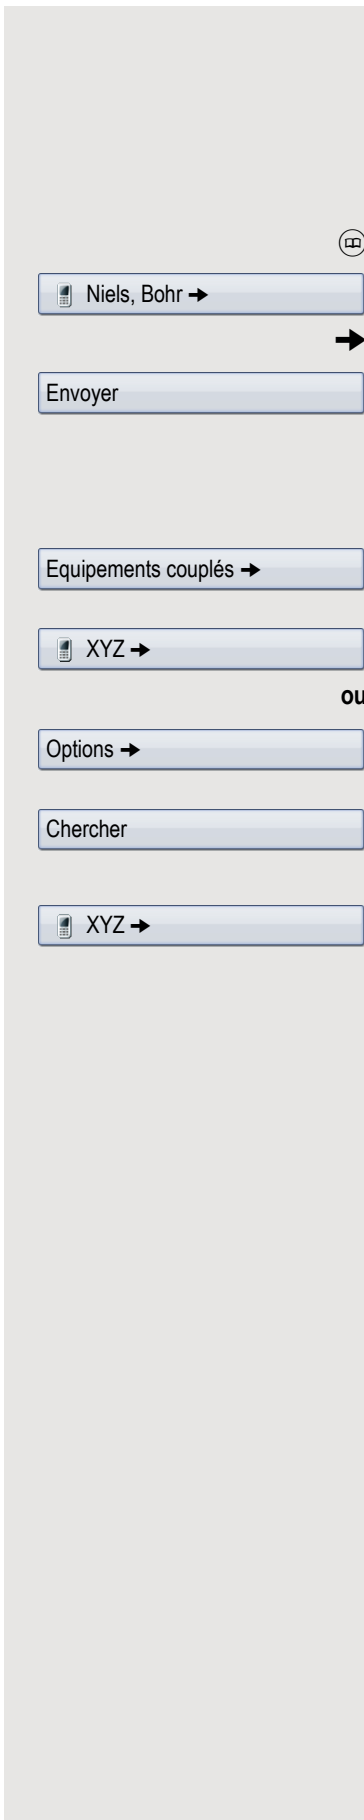 Niels, Bohr →
→
Envoyer
Equipements couplés →
XYZ →
ou
Options →
Chercher
XYZ →